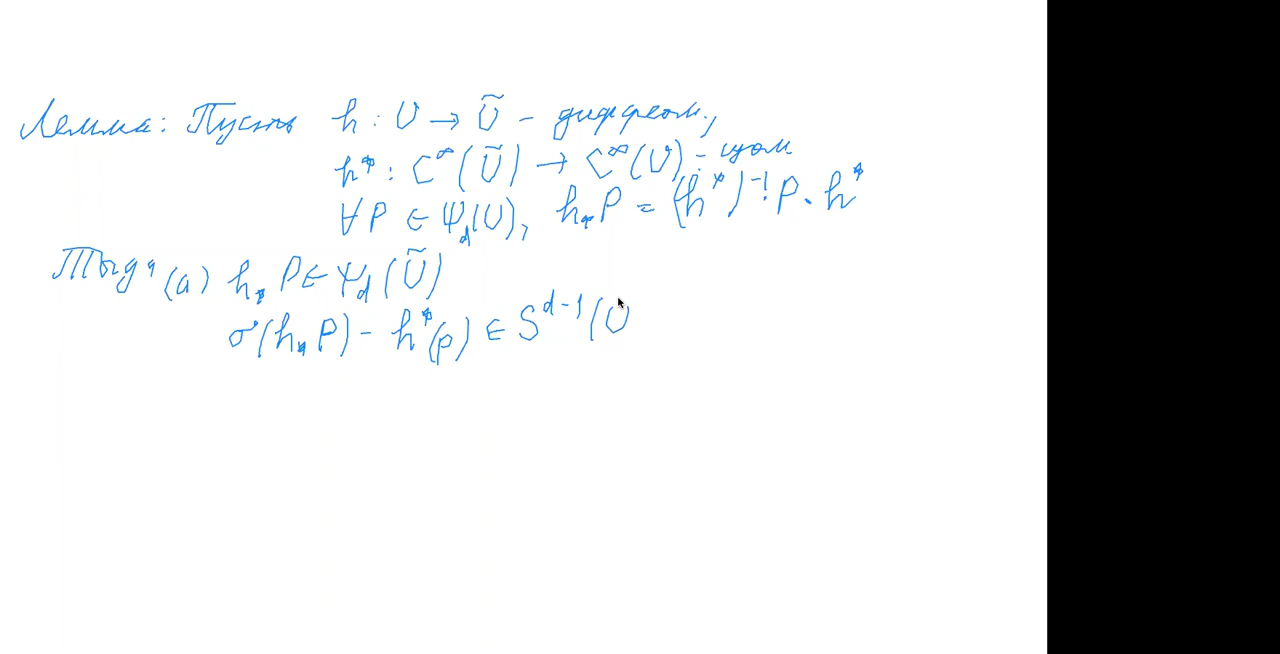 Лемма: Пусть h : U → Ũ – диффеом.,
h* : C^∞(Ũ) → C^∞(U) – изом
∀P ∈ Ψ_d(U), h_*P = (h*)^{-1} · P · h*
Тогда (a) h_*P ∈ Ψ_d(Ũ)
σ(h_*P) – h*(p) ∈ S^{d-1}(U